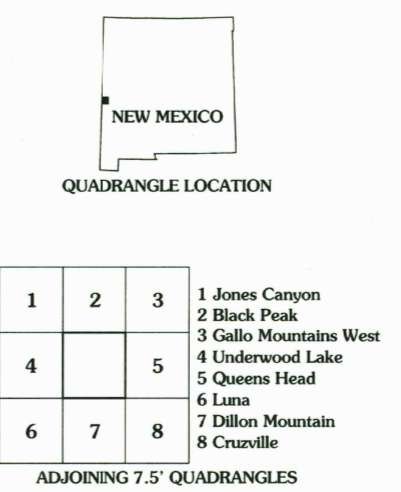 NEW MEXICO
QUADRANGLE LOCATION
1 2 3
4 5
6 7 8
1 Jones Canyon
2 Black Peak
3 Gallo Mountains West
4 Underwood Lake
5 Queens Head
6 Luna
7 Dillon Mountain
8 Cruzville
ADJOINING 7.5' QUADRANGLES